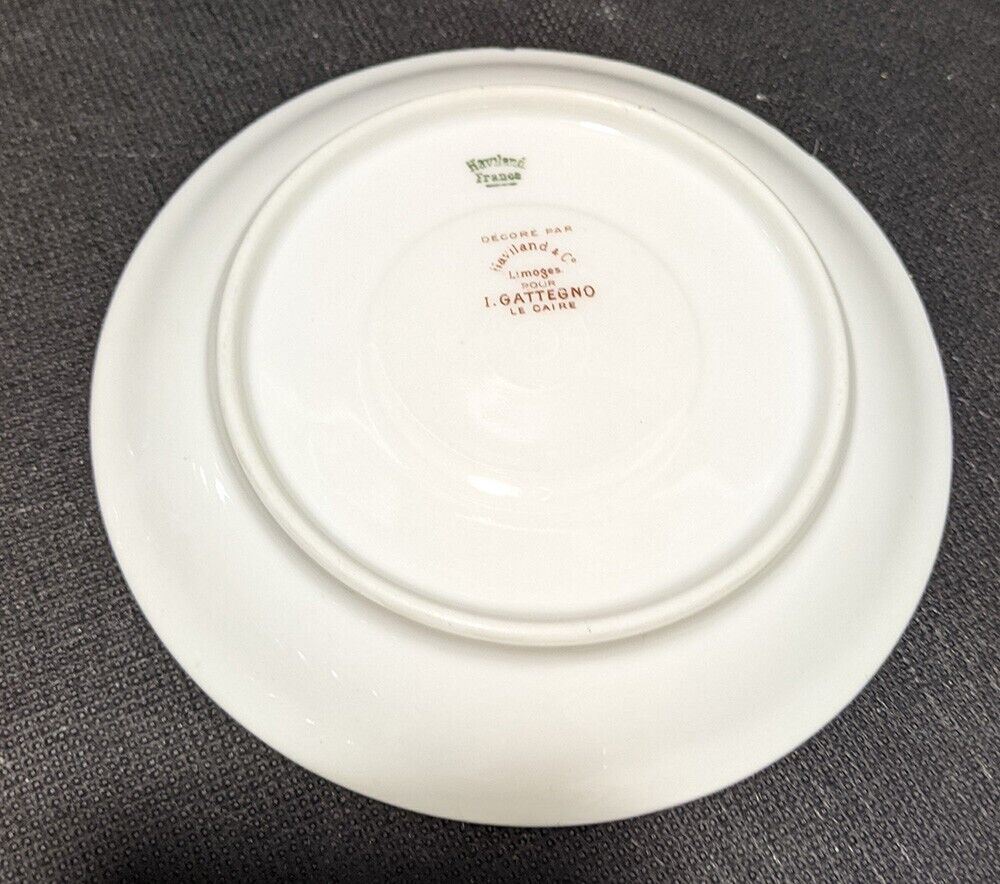 Haviland
France
DÉCORÉ PAR
Haviland & Co
Limoges
POUR
I. GATTEGNO
LE CAIRE